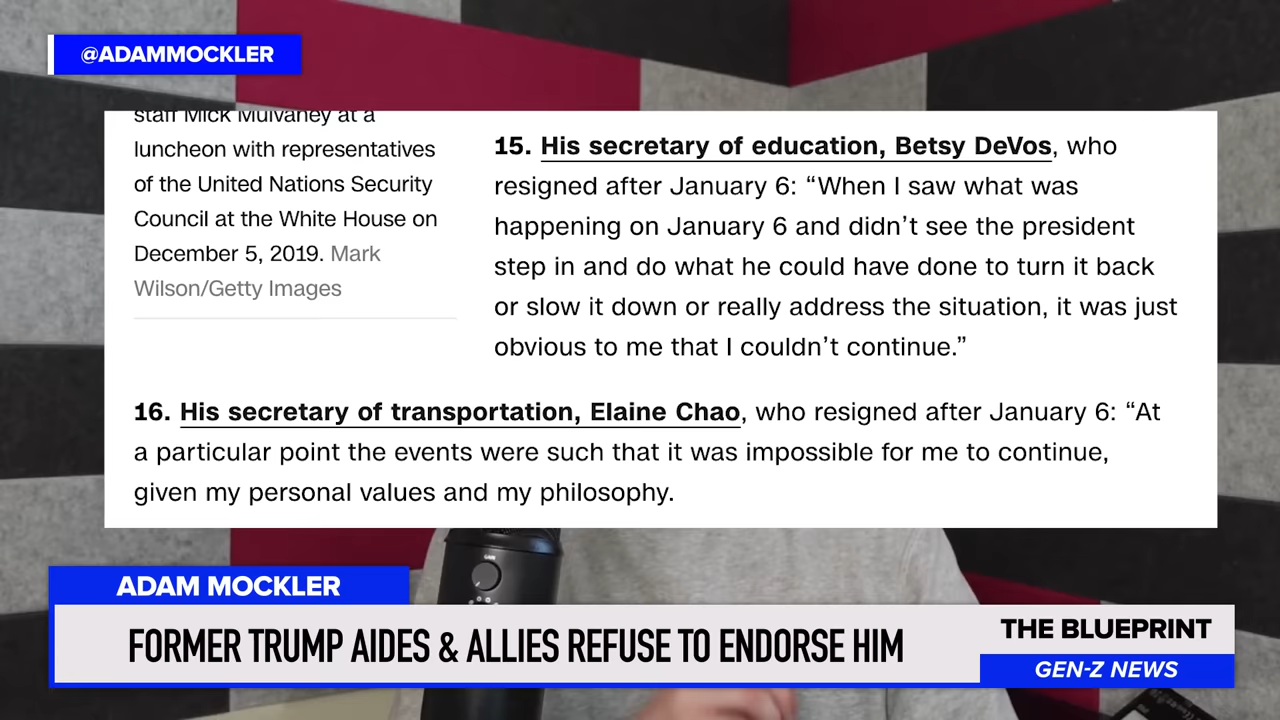 @ADAMMOCKLER
staff Mick Mulvaney at a
luncheon with representatives
of the United Nations Security
Council at the White House on
December 5, 2019. Mark
Wilson/Getty Images
15. His secretary of education, Betsy DeVos, who
resigned after January 6: “When I saw what was
happening on January 6 and didn’t see the president
step in and do what he could have done to turn it back
or slow it down or really address the situation, it was just
obvious to me that I couldn’t continue.”
16. His secretary of transportation, Elaine Chao, who resigned after January 6: “At
a particular point the events were such that it was impossible for me to continue,
given my personal values and my philosophy.
GAIN
ADAM MOCKLER
FORMER TRUMP AIDES & ALLIES REFUSE TO ENDORSE HIM
THE BLUEPRINT
GEN-Z NEWS